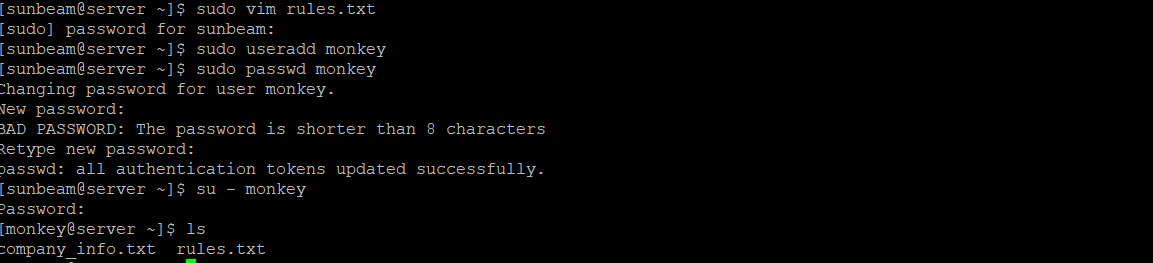 [sunbeam@server ~]$ sudo vim rules.txt
[sudo] password for sunbeam:
[sunbeam@server ~]$ sudo useradd monkey
[sunbeam@server ~]$ sudo passwd monkey
Changing password for user monkey.
New password:
BAD PASSWORD: The password is shorter than 8 characters
Retype new password:
passwd: all authentication tokens updated successfully.
[sunbeam@server ~]$ su - monkey
Password:
[monkey@server ~]$ ls
company_info.txt  rules.txt